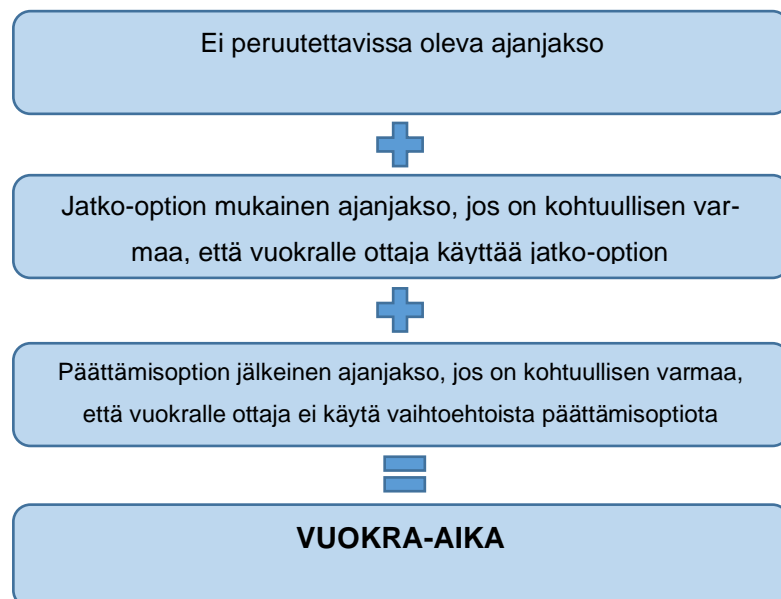 Ei peruutettavissa oleva ajanjakso
Jatko-option mukainen ajanjakso, jos on kohtuullisen var-
maa, että vuokralle ottaja käyttää jatko-option
Päättämisoption jälkeinen ajanjakso, jos on kohtuullisen varmaa,
että vuokralle ottaja ei käytä vaihtoehtoista päättämisoptiota
VUOKRA-AIKA